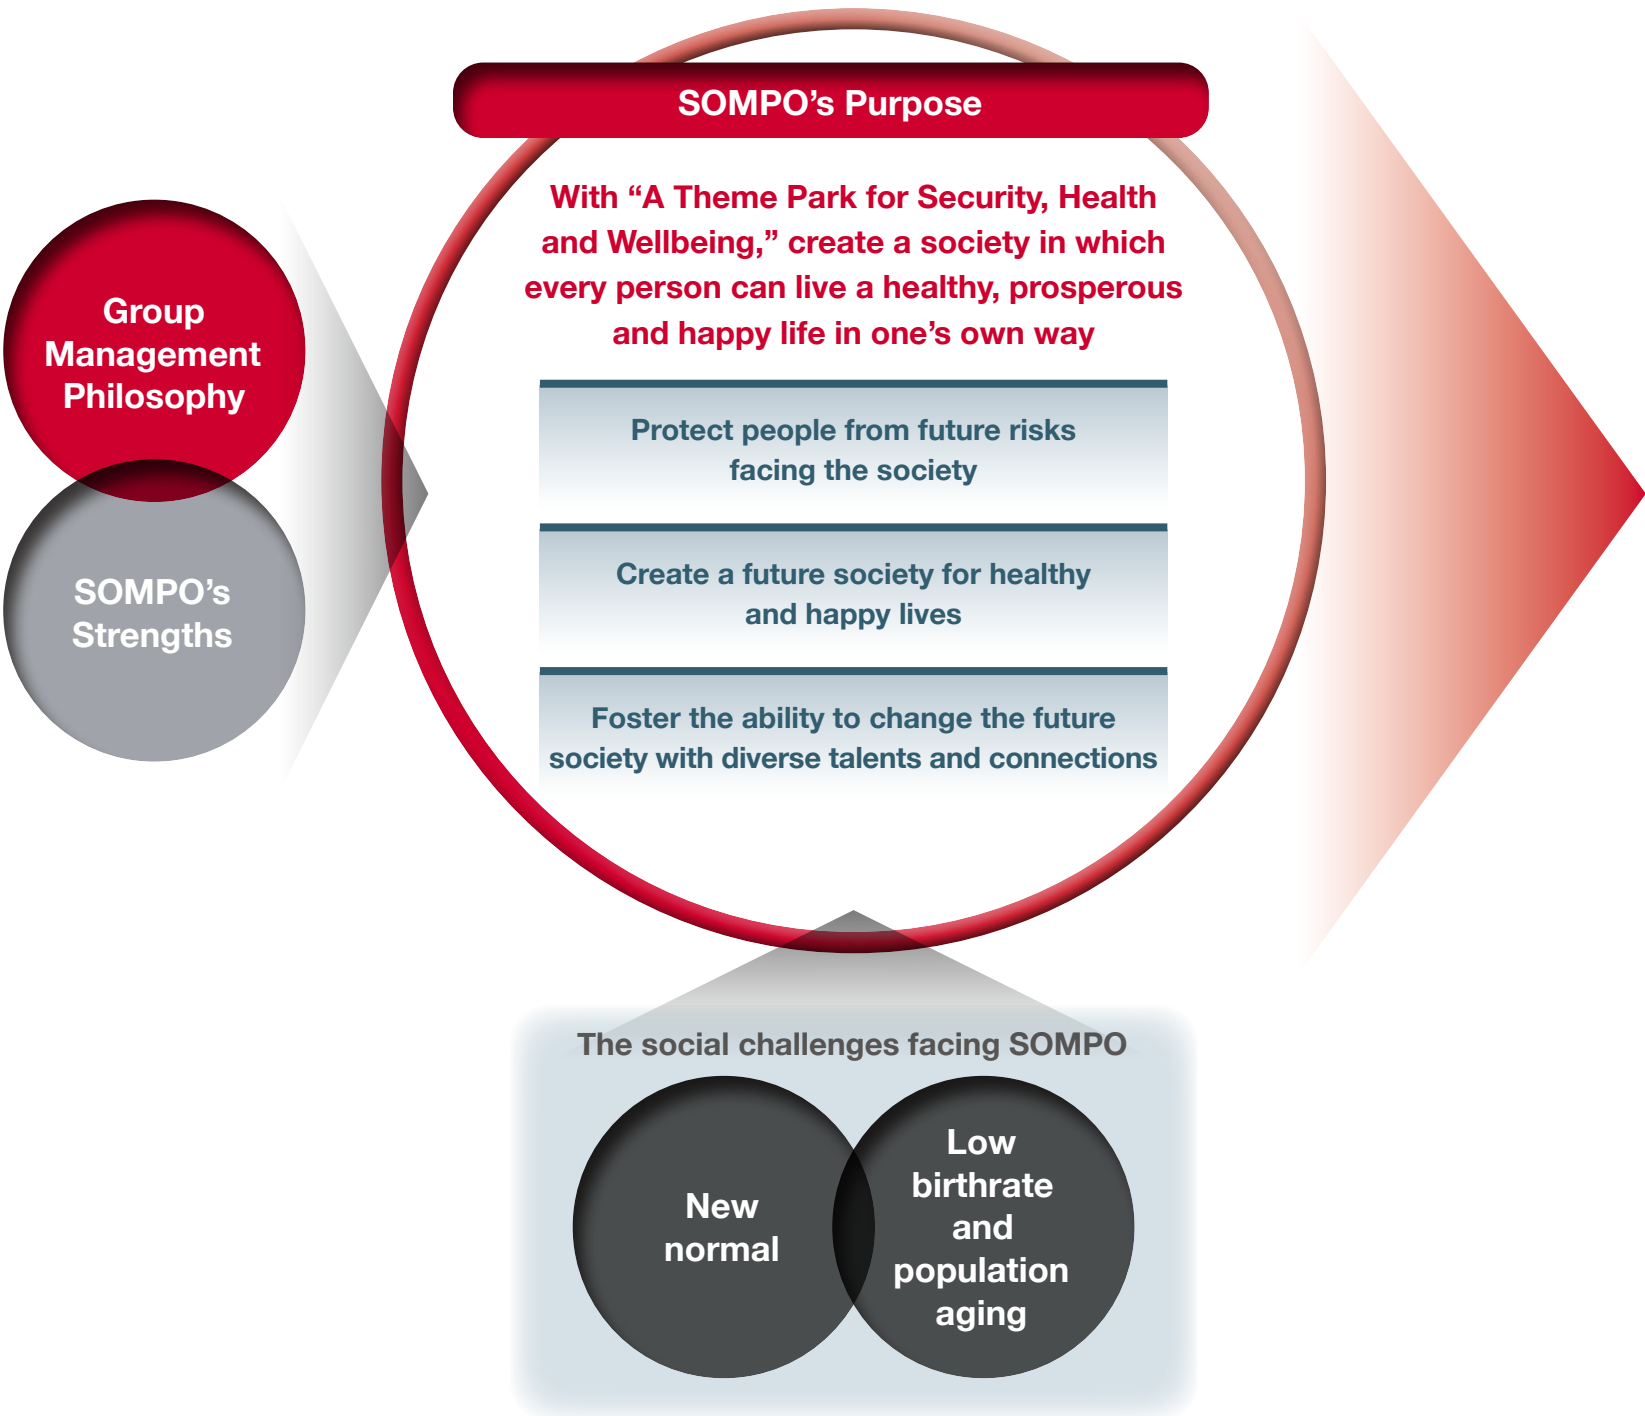 SOMPO’s Purpose
With “A Theme Park for Security, Health
and Wellbeing,” create a society in which
every person can live a healthy, prosperous
and happy life in one’s own way
Group
Management
Philosophy
SOMPO’s
Strengths
Protect people from future risks
facing the society
Create a future society for healthy
and happy lives
Foster the ability to change the future
society with diverse talents and connections
The social challenges facing SOMPO
New
normal
Low
birthrate
and
population
aging